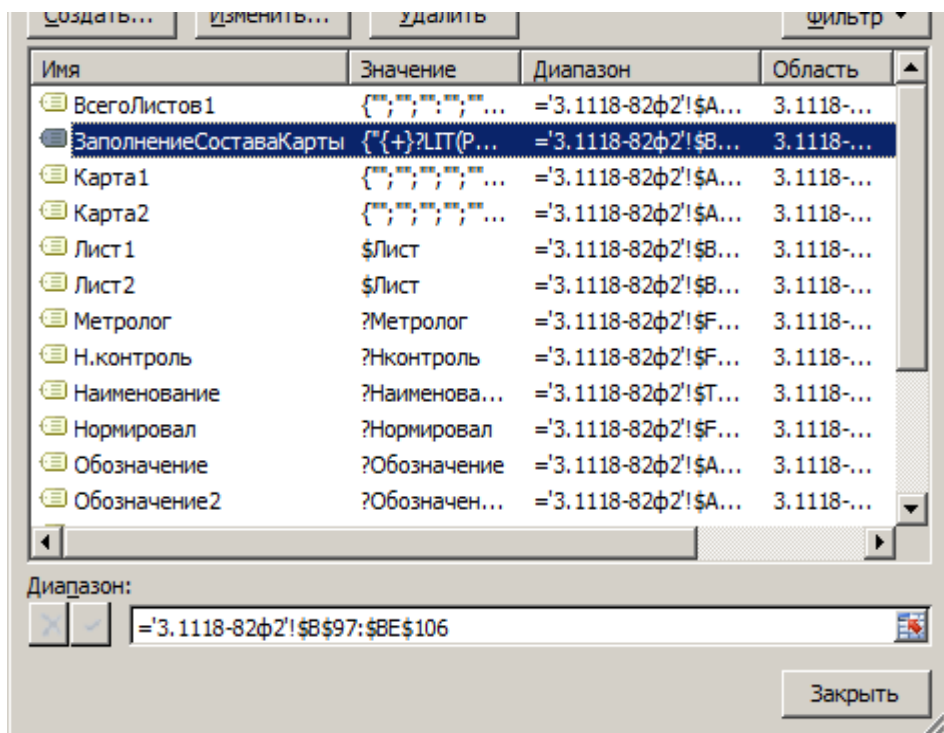 Создать... Изменить... Удалить Фильтр
Имя Значение Диапазон Область
ВсегоЛистов1 {"";"";"":"";""... ='3.1118-82ф2'!$A... 3.1118-...
ЗаполнениеСоставаКарты {"{+}?LIT(P... ='3.1118-82ф2'!$B... 3.1118-...
Карта1 {"";"";"";"";""... ='3.1118-82ф2'!$A... 3.1118-...
Карта2 {"";"";"";"";""... ='3.1118-82ф2'!$A... 3.1118-...
Лист1 $Лист ='3.1118-82ф2'!$B... 3.1118-...
Лист2 $Лист ='3.1118-82ф2'!$B... 3.1118-...
Метролог ?Метролог ='3.1118-82ф2'!$F... 3.1118-...
Н.контроль ?Нконтроль ='3.1118-82ф2'!$F... 3.1118-...
Наименование ?Наименова... ='3.1118-82ф2'!$T... 3.1118-...
Нормировал ?Нормировал ='3.1118-82ф2'!$F... 3.1118-...
Обозначение ?Обозначение ='3.1118-82ф2'!$A... 3.1118-...
Обозначение2 ?Обозначен... ='3.1118-82ф2'!$A... 3.1118-...
Диапазон:
='3.1118-82ф2'!$B$97:$BE$106
Закрыть